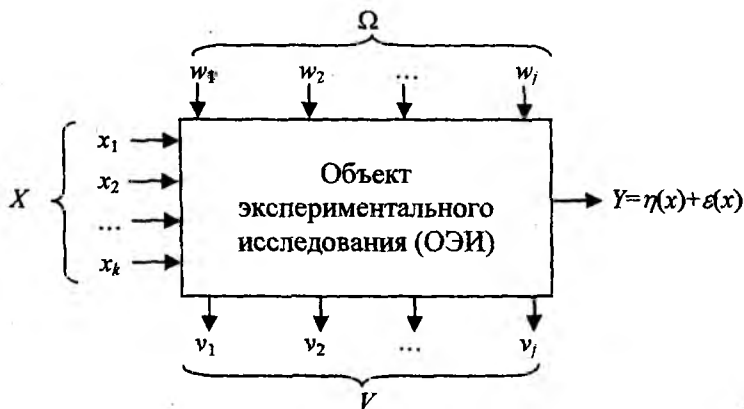 Ω
w₁ w₂ ... wⱼ
x₁
x₂
...
xₖ
X
Объект
экспериментального
исследования (ОЭИ)
Y=η(x)+ε(x)
v₁ v₂ ... vⱼ
V